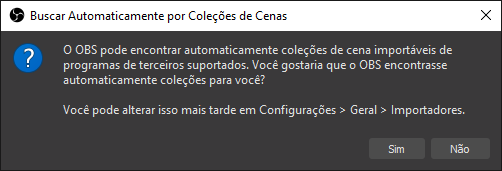 Buscar Automaticamente por Coleções de Cenas
O OBS pode encontrar automaticamente coleções de cena importáveis de
programas de terceiros suportados. Você gostaria que o OBS encontrasse
automaticamente coleções para você?
Você pode alterar isso mais tarde em Configurações > Geral > Importadores.
Sim
Não